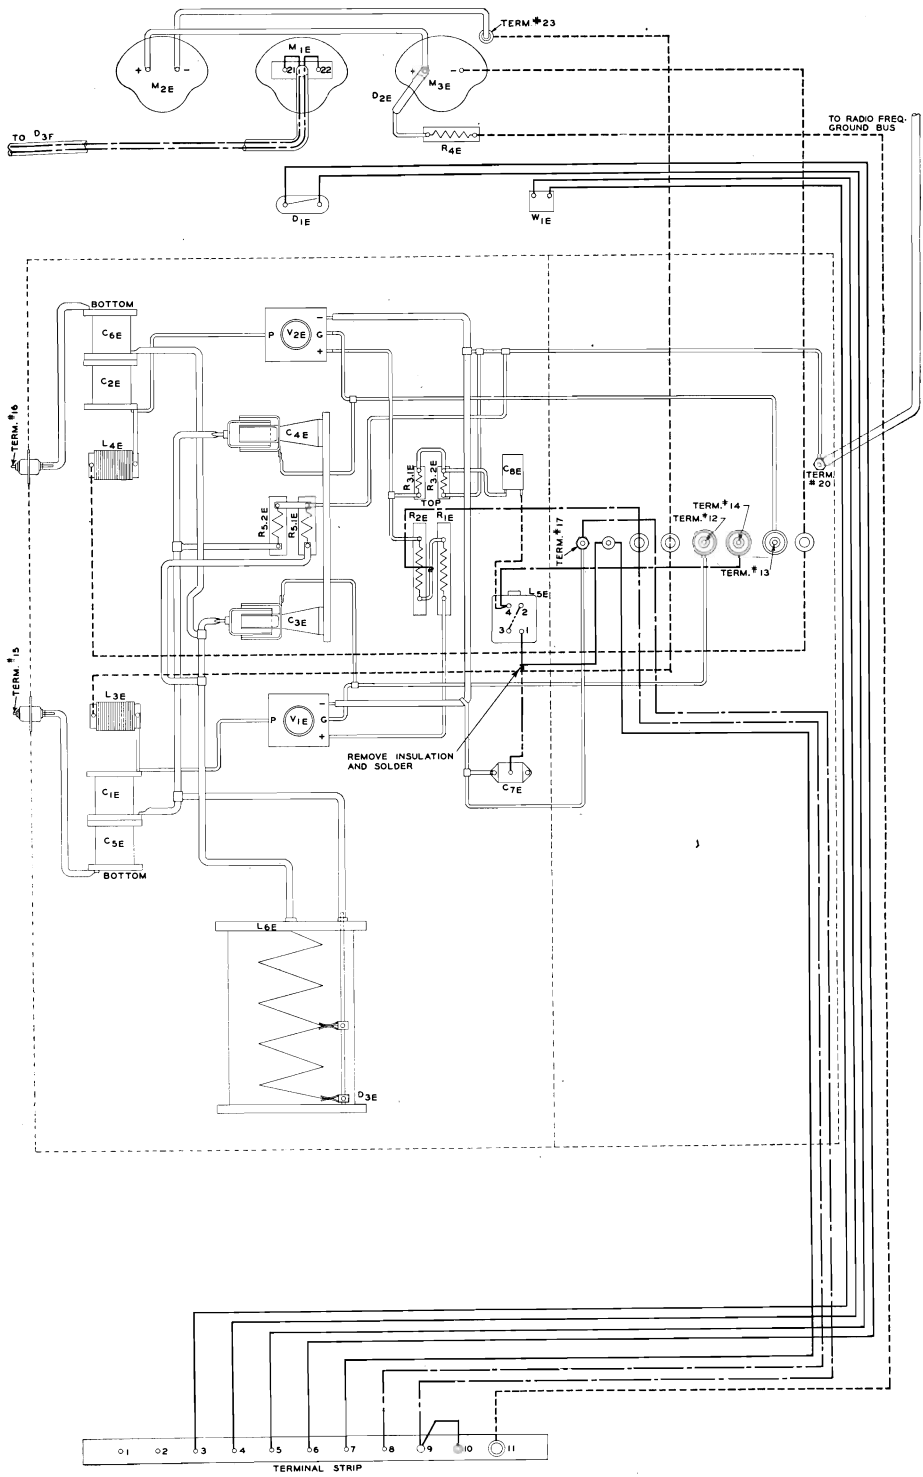 TERM.#23
M1E
21 22
+ -
M2E
+ -
M3E
D2E
R4E
TO D3F
TO RADIO FREQ.
GROUND BUS
D1E
W1E
BOTTOM
C6E
C2E
P V2E - G +
TERM.#16
L4E
C4E
R3.1E
R3.2E
C8E
TOP
R5.2E
R5.1E
R2E
R1E
TERM.#17
TERM.#14
TERM.#12
TERM.#13
TERM.
#20
L5E
4 2
3 1
C3E
TERM.#15
L3E
P V1E - G +
REMOVE INSULATION
AND SOLDER
C7E
C1E
C5E
BOTTOM
L6E
D3E
1 2 3 4 5 6 7 8 9 10 11
TERMINAL STRIP